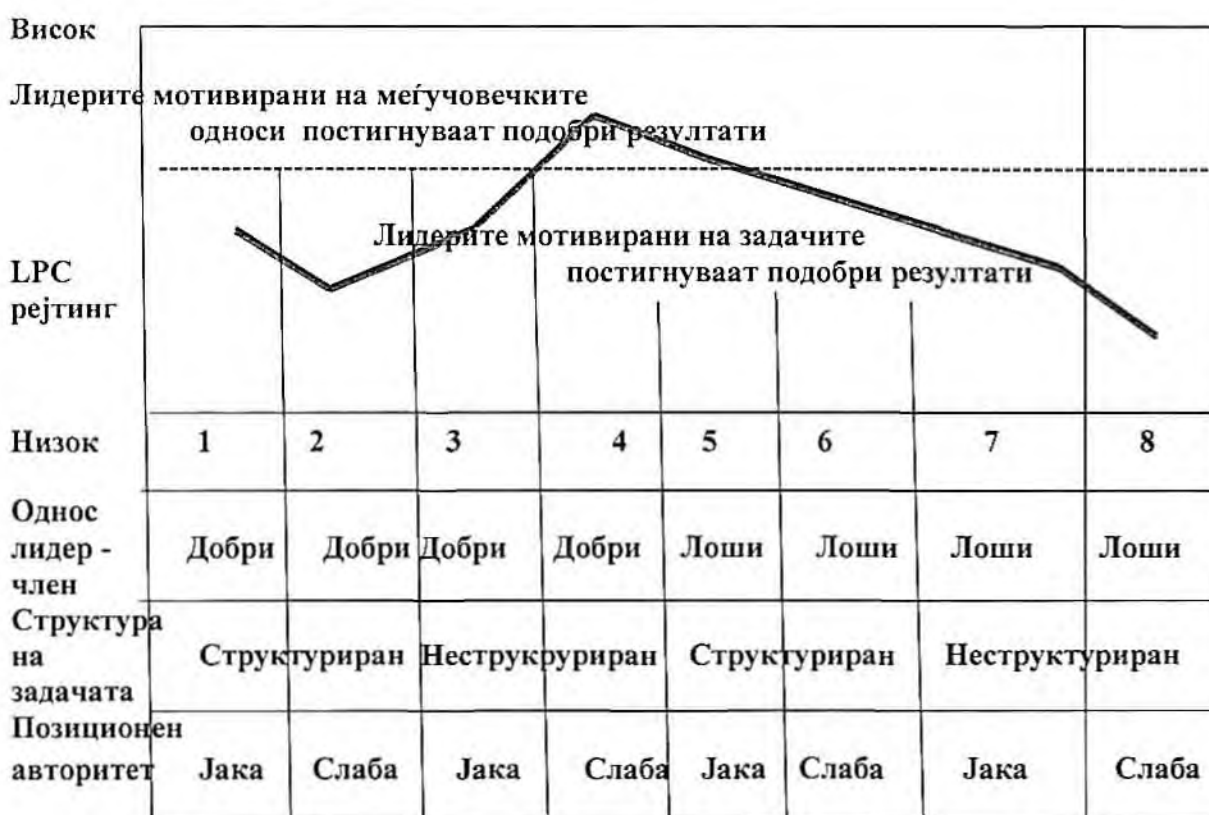 Висок
Лидерите мотивирани на меѓучовечките
односи постигнуваат подобри резултати
Лидерите мотивирани на задачите
постигнуваат подобри резултати
LPC
рејтинг
Низок 1 2 3 4 5 6 7 8
Однос
лидер -
член
Добри Добри Добри Добри Лоши Лоши Лоши Лоши
Структура
на
задачата
Структуриран Неструкруриран Структуриран Неструктуриран
Позиционен
авторитет Јака Слаба Јака Слаба Јака Слаба Јака Слаба